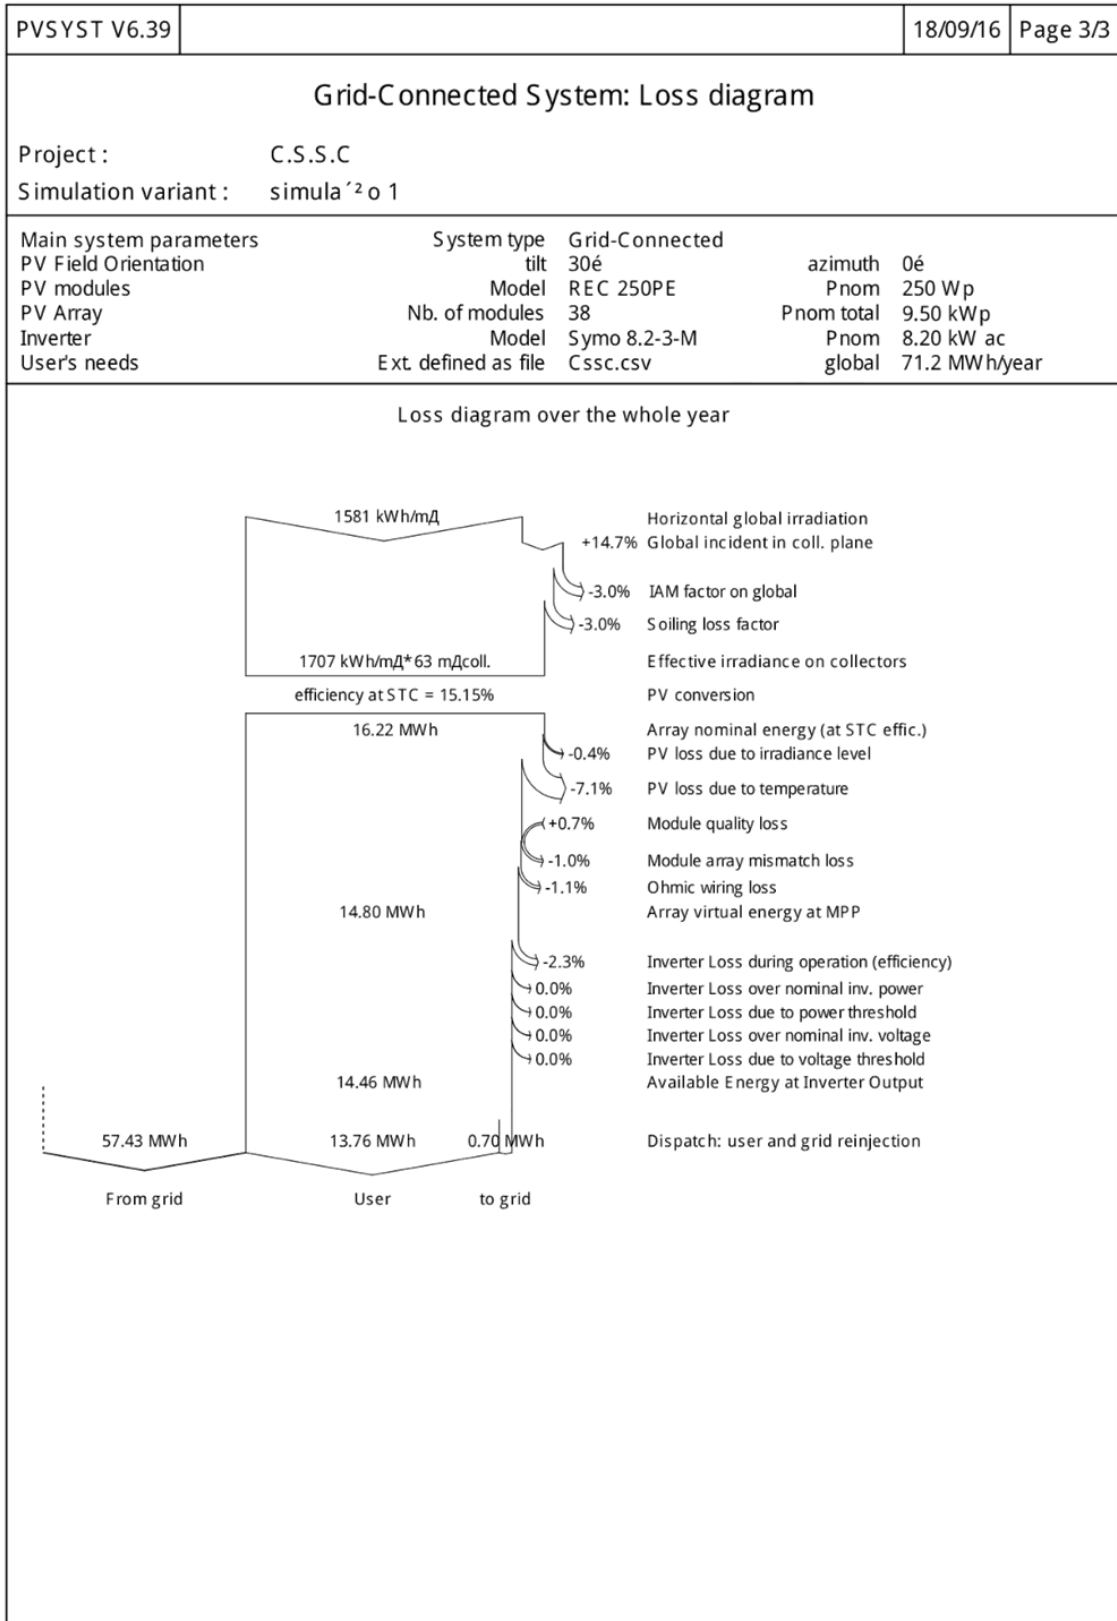 PVSYST V6.39 18/09/16 Page 3/3
Grid-Connected System: Loss diagram
Project : C.S.S.C
Simulation variant : simula´²o 1
Main system parameters System type Grid-Connected
PV Field Orientation tilt 30é azimuth 0é
PV modules Model REC 250PE Pnom 250 Wp
PV Array Nb. of modules 38 Pnom total 9.50 kWp
Inverter Model Symo 8.2-3-M Pnom 8.20 kW ac
User's needs Ext. defined as file Cssc.csv global 71.2 MWh/year
Loss diagram over the whole year
1581 kWh/mД Horizontal global irradiation
+14.7% Global incident in coll. plane
-3.0% IAM factor on global
-3.0% Soiling loss factor
1707 kWh/mД*63 mДcoll. Effective irradiance on collectors
efficiency at STC = 15.15% PV conversion
16.22 MWh Array nominal energy (at STC effic.)
-0.4% PV loss due to irradiance level
-7.1% PV loss due to temperature
+0.7% Module quality loss
-1.0% Module array mismatch loss
-1.1% Ohmic wiring loss
14.80 MWh Array virtual energy at MPP
-2.3% Inverter Loss during operation (efficiency)
0.0% Inverter Loss over nominal inv. power
0.0% Inverter Loss due to power threshold
0.0% Inverter Loss over nominal inv. voltage
0.0% Inverter Loss due to voltage threshold
14.46 MWh Available Energy at Inverter Output
57.43 MWh 13.76 MWh 0.70 MWh Dispatch: user and grid reinjection
From grid User to grid